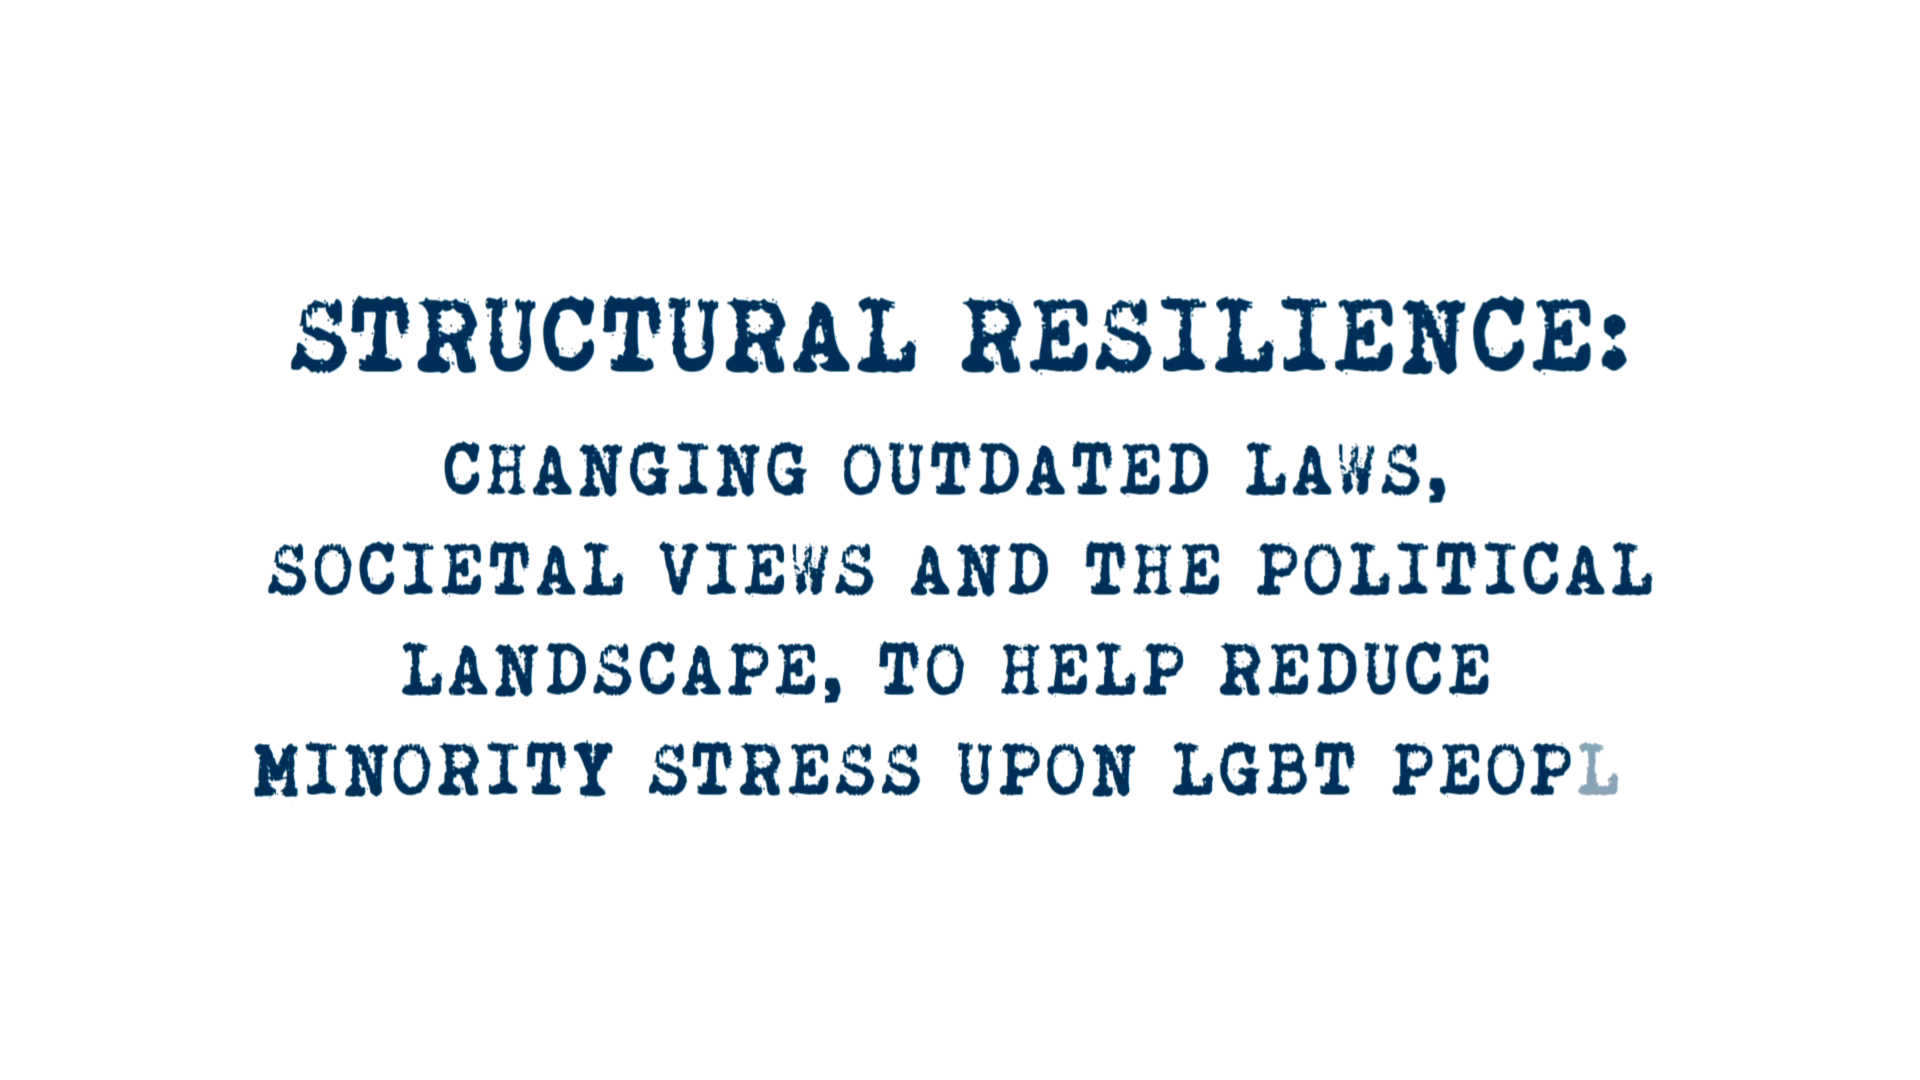 STRUCTURAL RESILIENCE:
CHANGING OUTDATED LAWS,
SOCIETAL VIEWS AND THE POLITICAL
LANDSCAPE, TO HELP REDUCE
MINORITY STRESS UPON LGBT PEOPL